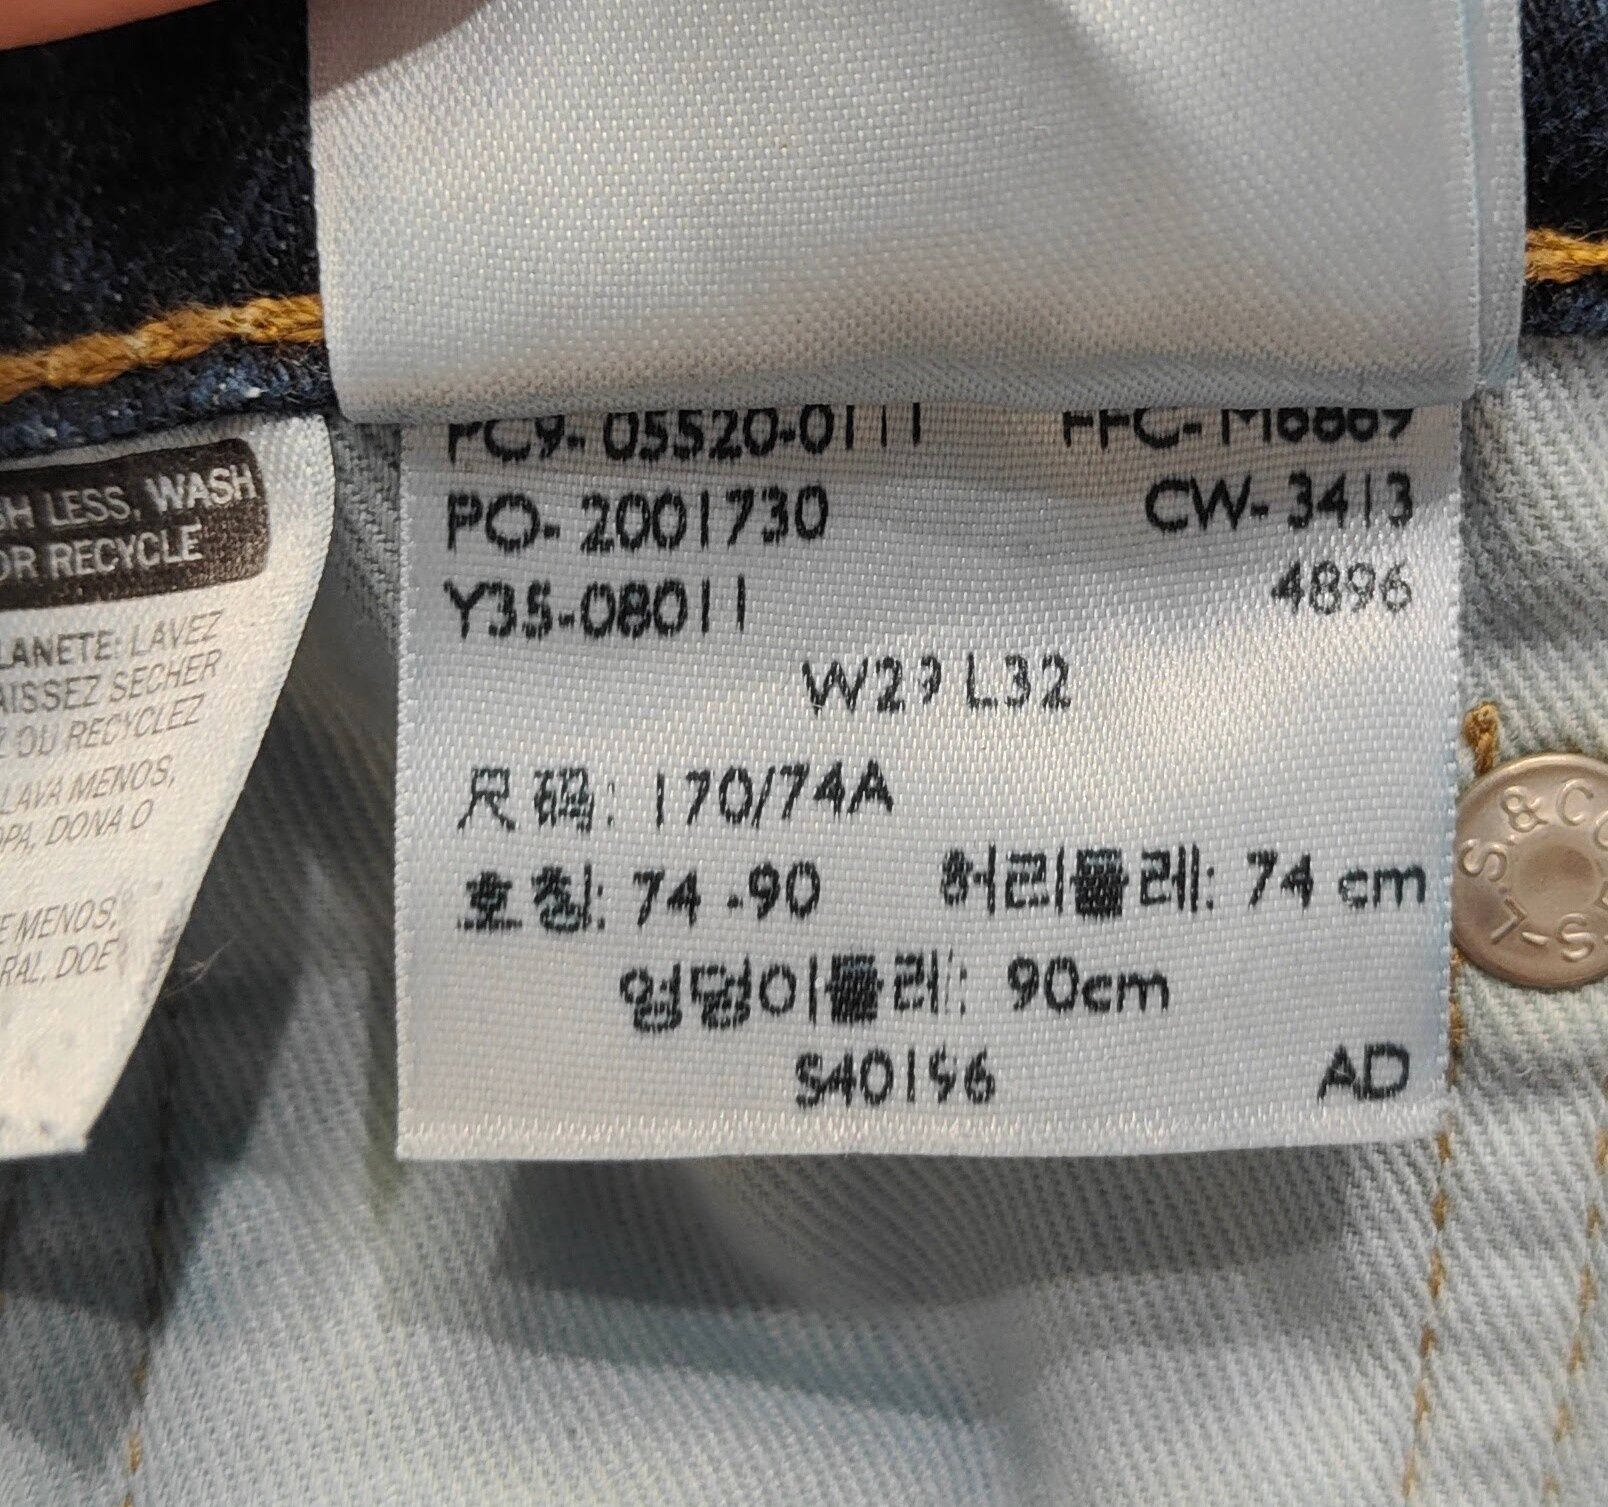 PC9- 05520-0111 FFC- M6869
PO- 2001730 CW- 3413
Y35-08011 4896
W29 L32
尺码: 170/74A
호칭: 74 -90 허리둘레: 74 cm
엉덩이둘레: 90cm
S40196 AD
SH LESS, WASH
OR RECYCLE
LANETE: LAVEZ
AISSEZ SECHER
Z OU RECYCLEZ
LAVA MENOS,
OPA, DONA O
E MENOS,
RAL, DOE
S. & CO
L-S-